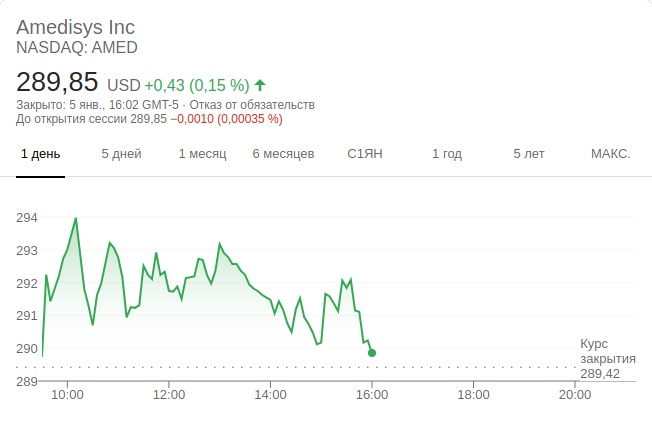 Amedisys Inc
NASDAQ: AMED
289,85 USD +0,43 (0,15 %)
Закрыто: 5 янв., 16:02 GMT-5 · Отказ от обязательств
До открытия сессии 289,85 −0,0010 (0,00035 %)
1 день 5 дней 1 месяц 6 месяцев С1ЯН 1 год 5 лет МАКС.
294
293
292
291
290
289
Курс
закрытия
289,42
10:00 12:00 14:00 16:00 18:00 20:00